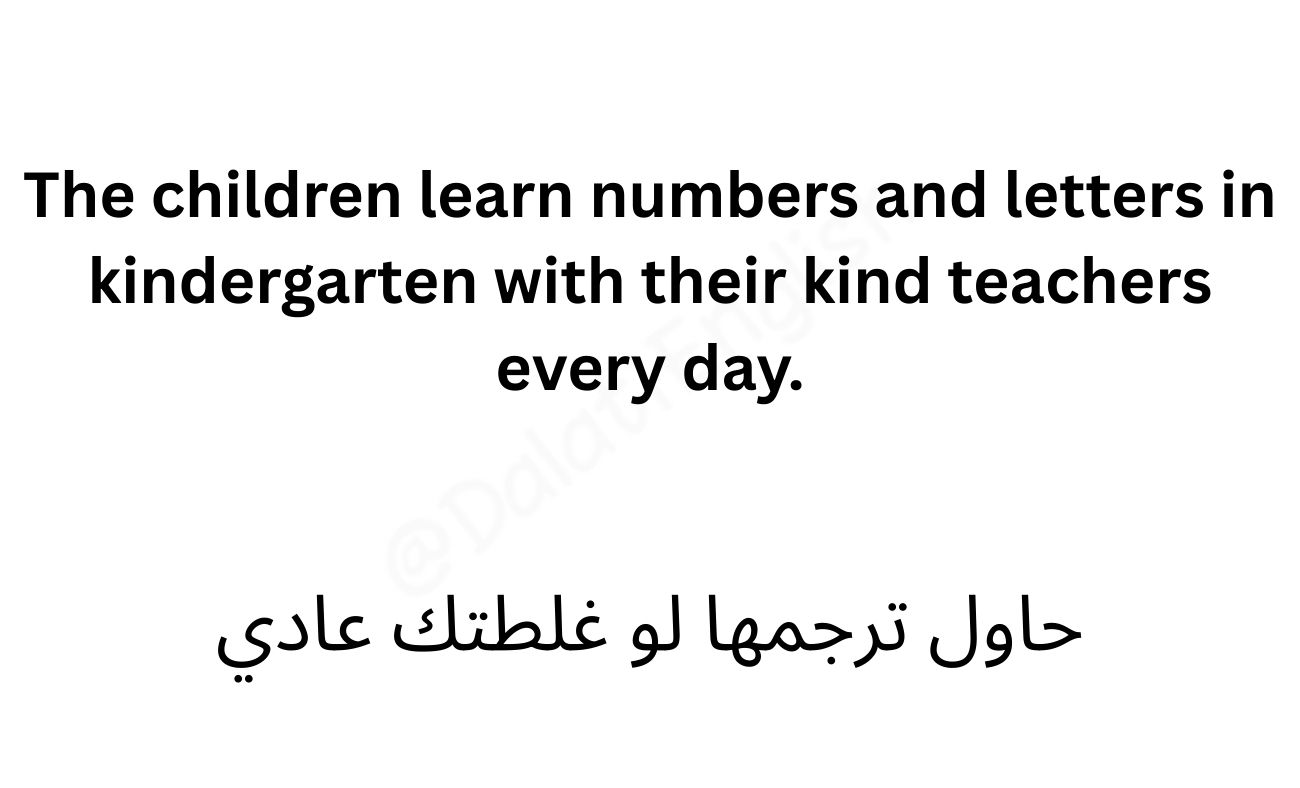 The children learn numbers and letters in
kindergarten with their kind teachers
every day.
@DalatEnglish
حاول ترجمها لو غلطتك عادي